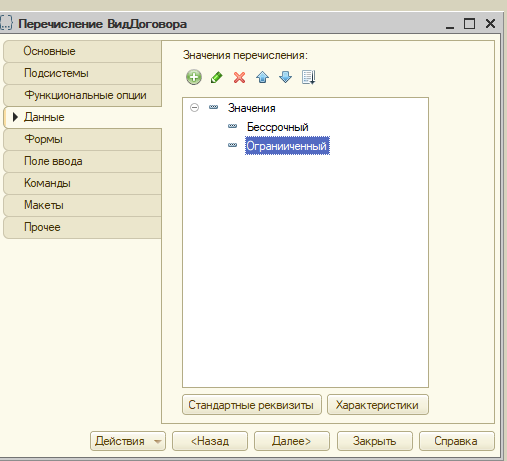 Перечисление ВидДоговора
Основные
Подсистемы
Функциональные опции
Данные
Формы
Поле ввода
Команды
Макеты
Прочее
Значения перечисления:
Значения
Бессрочный
Огранииченный
Стандартные реквизиты
Характеристики
Действия
<Назад
Далее>
Закрыть
Справка